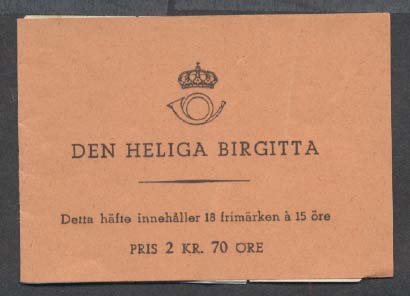 DEN HELIGA BIRGITTA
Detta häfte innehåller 18 frimärken à 15 öre
PRIS 2 KR. 70 ÖRE